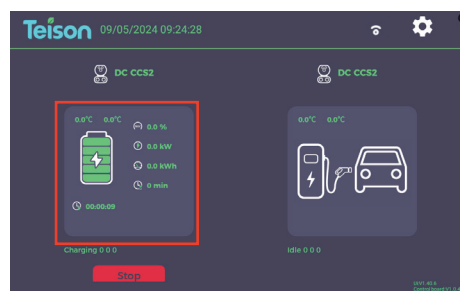 Teison 09/05/2024 09:24:28
DC CCS2
DC CCS2
0.0°C 0.0°C
0.0 %
0.0 kW
0.0 kWh
0 min
00:00:09
0.0°C 0.0°C
Charging 0 0 0
Idle 0 0 0
Stop